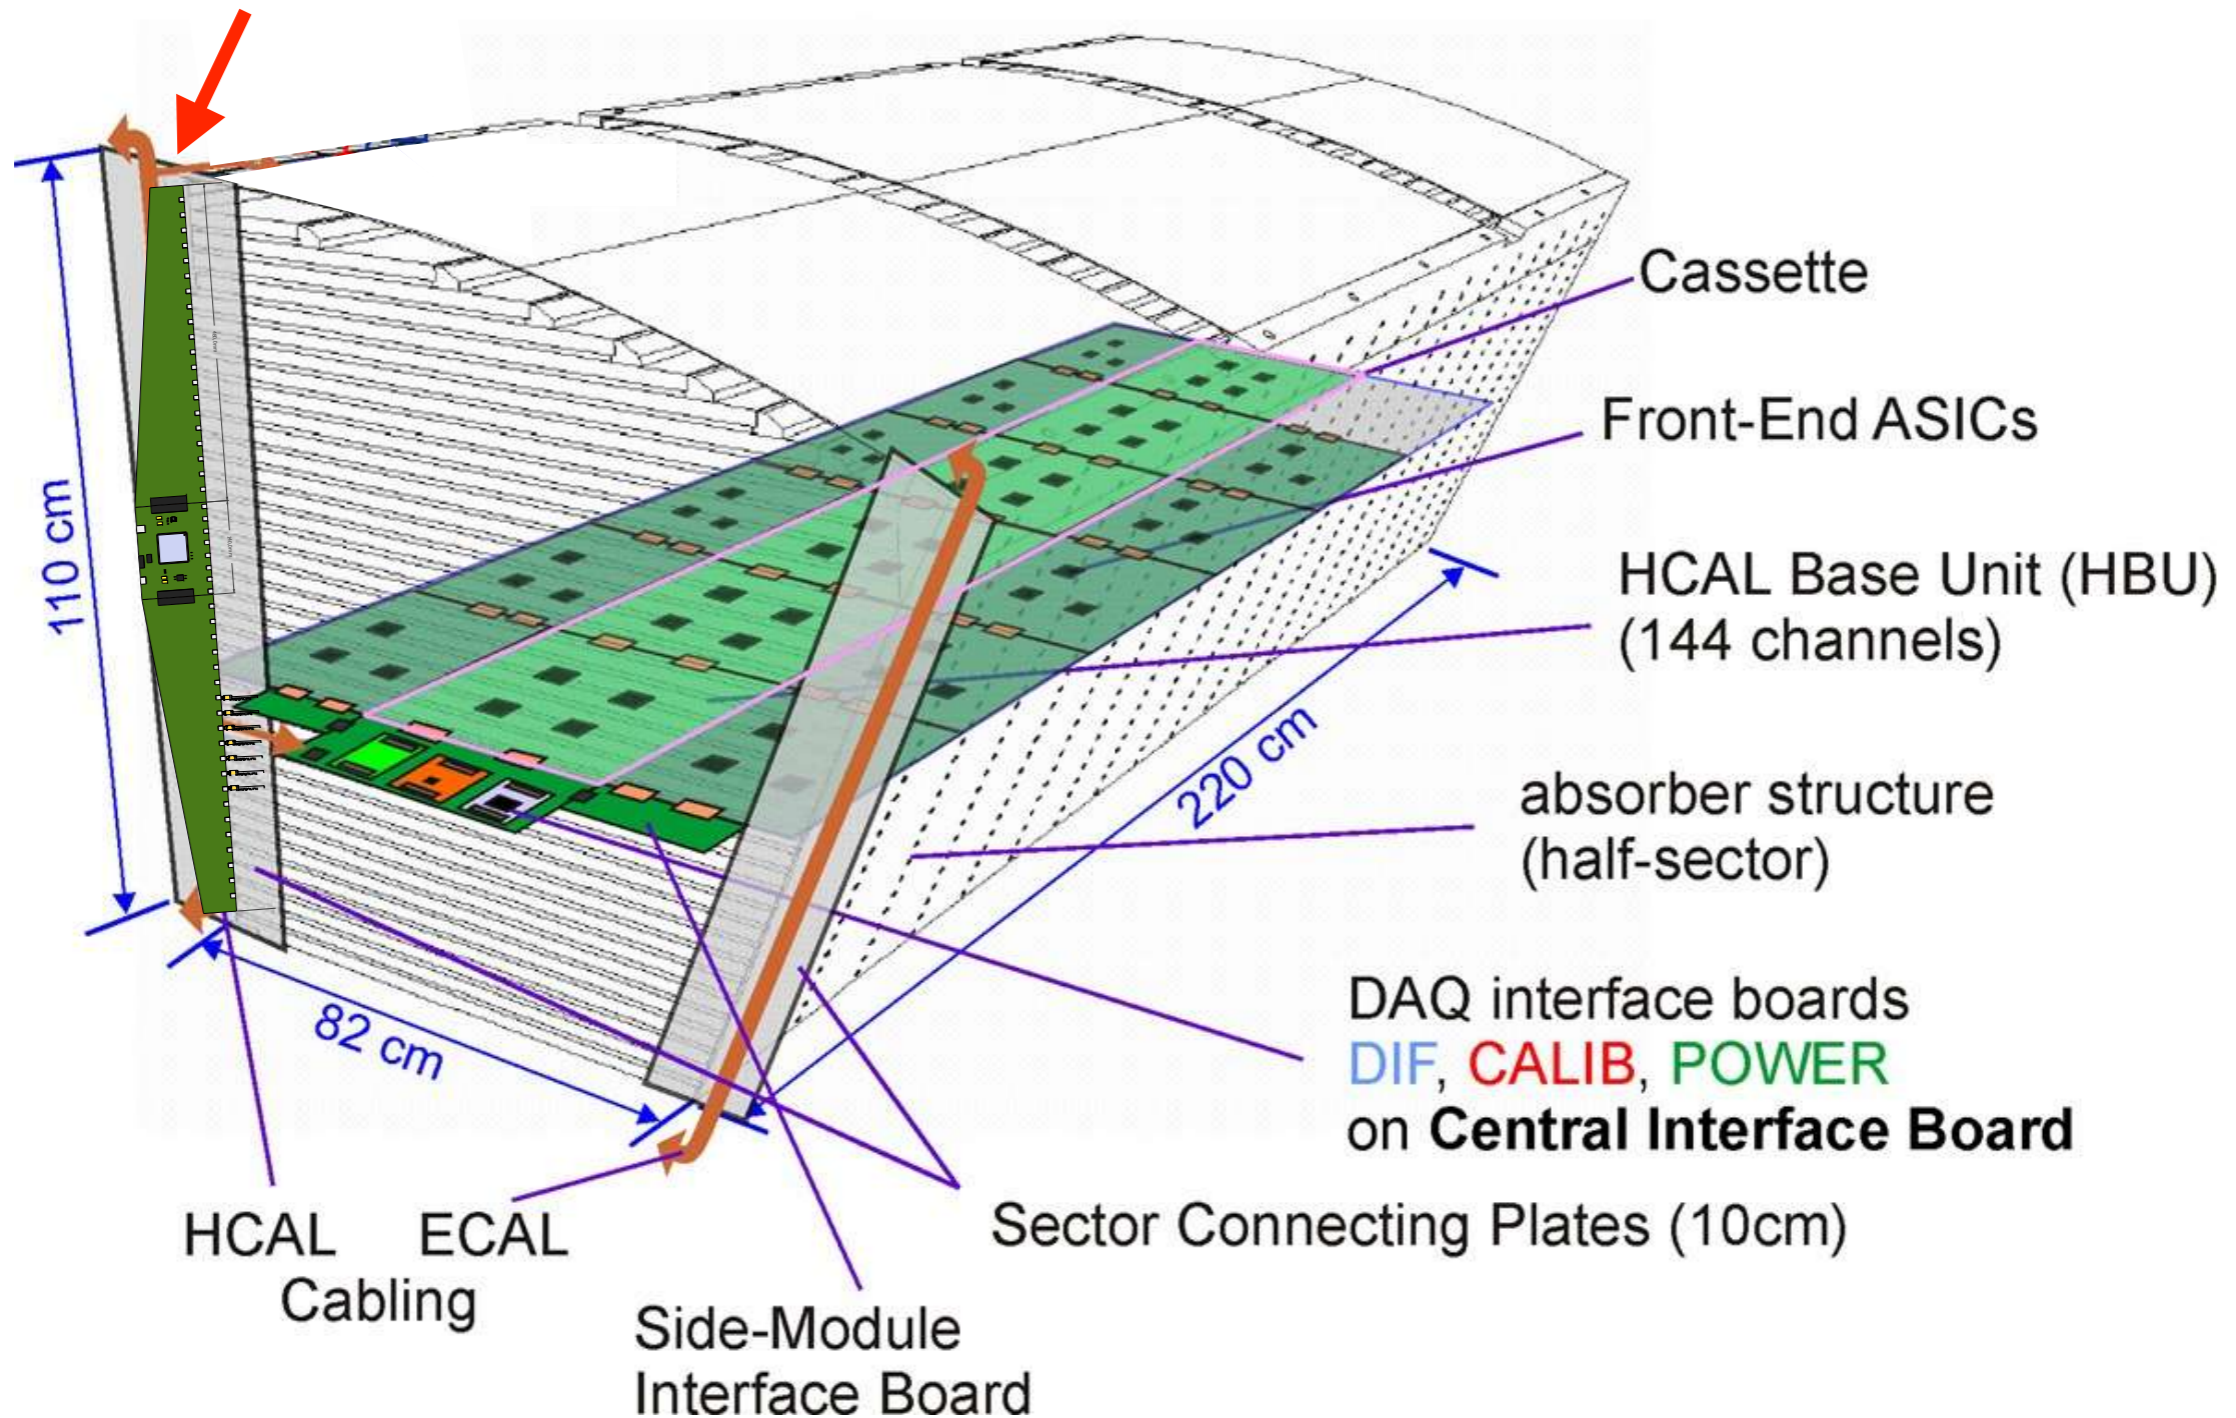 Cassette
Front-End ASICs
110 cm
HCAL Base Unit (HBU)
(144 channels)
220 cm
absorber structure
(half-sector)
82 cm
DAQ interface boards
DIF, CALIB, POWER
on Central Interface Board
HCAL ECAL
Cabling
Sector Connecting Plates (10cm)
Side-Module
Interface Board